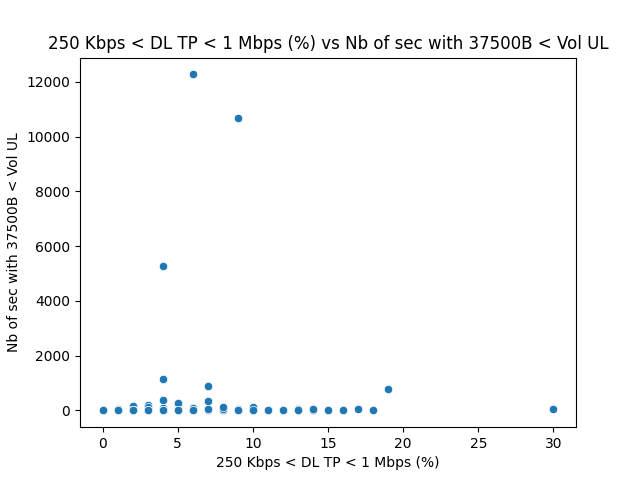 250 Kbps < DL TP < 1 Mbps (%) vs Nb of sec with 37500B < Vol UL
Nb of sec with 37500B < Vol UL
12000
10000
8000
6000
4000
2000
0
0 5 10 15 20 25 30
250 Kbps < DL TP < 1 Mbps (%)